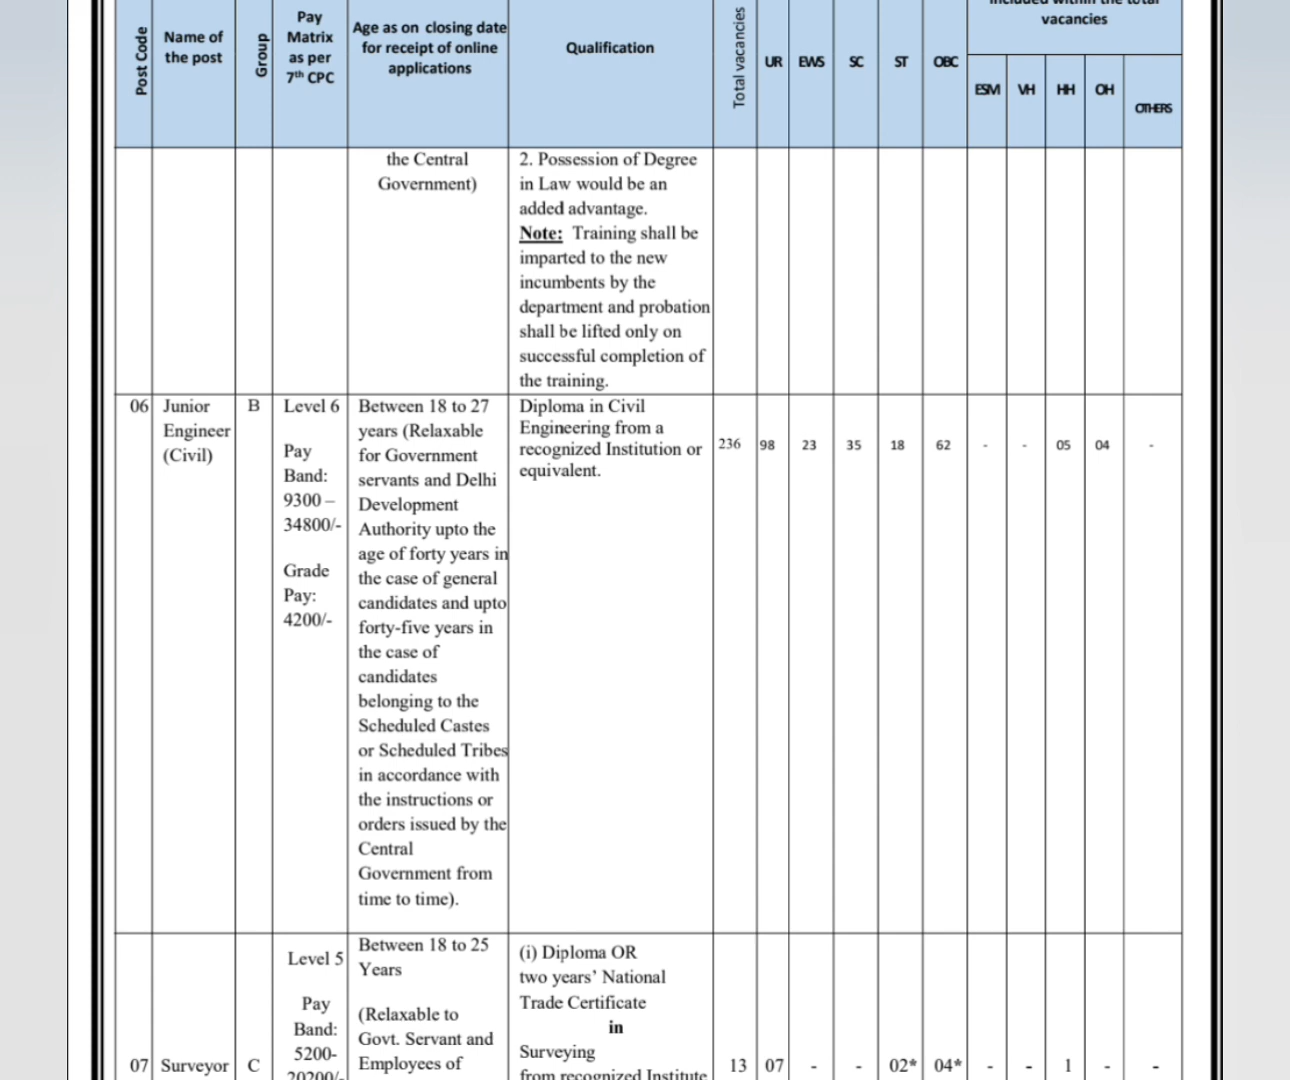 included within the total
vacancies
Post Code
Name of
the post
Group
Pay
Matrix
as per
7th CPC
Age as on closing date
for receipt of online
applications
Qualification
Total vacancies
UR
EWS
SC
ST
OBC
ESM
VH
HH
OH
OTHERS
the Central
Government)
2. Possession of Degree
in Law would be an
added advantage.
Note: Training shall be
imparted to the new
incumbents by the
department and probation
shall be lifted only on
successful completion of
the training.
06
Junior
Engineer
(Civil)
B
Level 6
Pay
Band:
9300 –
34800/-
Grade
Pay:
4200/-
Between 18 to 27
years (Relaxable
for Government
servants and Delhi
Development
Authority upto the
age of forty years in
the case of general
candidates and upto
forty-five years in
the case of
candidates
belonging to the
Scheduled Castes
or Scheduled Tribes
in accordance with
the instructions or
orders issued by the
Central
Government from
time to time).
Diploma in Civil
Engineering from a
recognized Institution or
equivalent.
236
98
23
35
18
62
-
-
05
04
-
07
Surveyor
C
Level 5
Pay
Band:
5200-
20200/-
Between 18 to 25
Years
(Relaxable to
Govt. Servant and
Employees of
(i) Diploma OR
two years’ National
Trade Certificate
in
Surveying
from recognized Institute
13
07
-
-
02*
04*
-
-
1
-
-